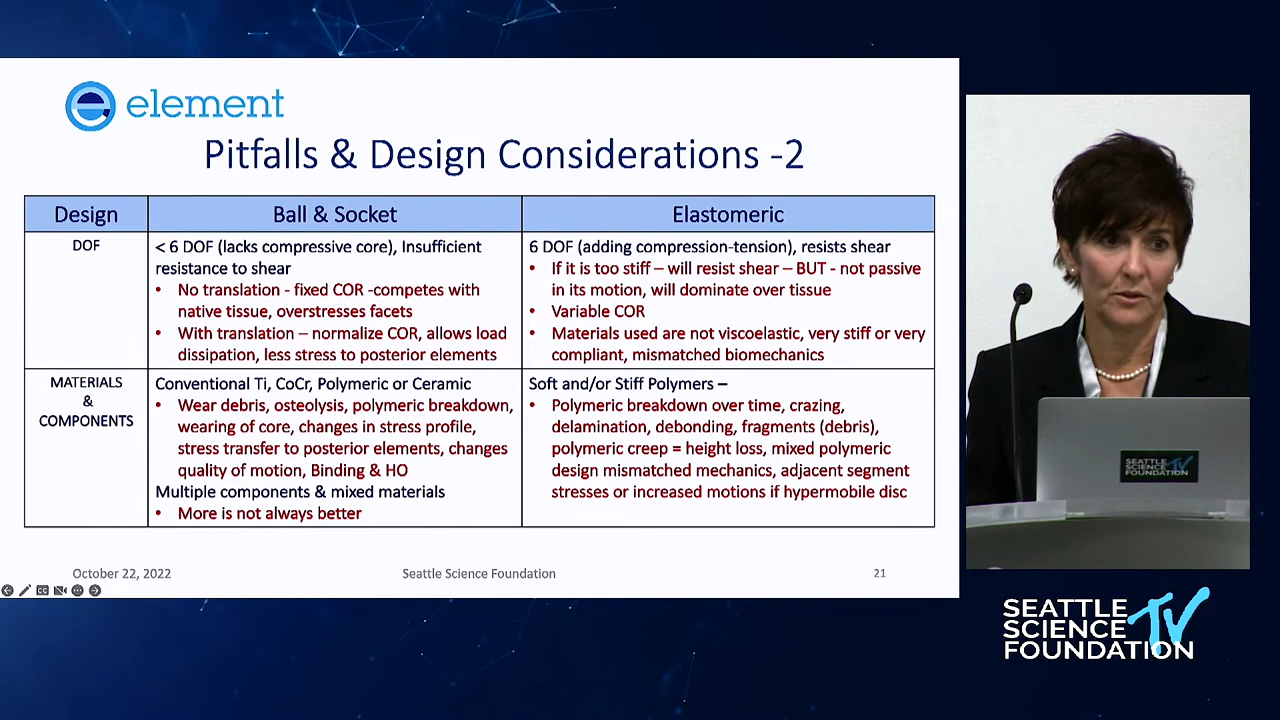 element
Pitfalls & Design Considerations -2
Design
Ball & Socket
Elastomeric
DOF
< 6 DOF (lacks compressive core), Insufficient
resistance to shear
• No translation - fixed COR -competes with
native tissue, overstresses facets
• With translation – normalize COR, allows load
dissipation, less stress to posterior elements
6 DOF (adding compression-tension), resists shear
• If it is too stiff – will resist shear – BUT - not passive
in its motion, will dominate over tissue
• Variable COR
• Materials used are not viscoelastic, very stiff or very
compliant, mismatched biomechanics
MATERIALS
&
COMPONENTS
Conventional Ti, CoCr, Polymeric or Ceramic
• Wear debris, osteolysis, polymeric breakdown,
wearing of core, changes in stress profile,
stress transfer to posterior elements, changes
quality of motion, Binding & HO
Multiple components & mixed materials
• More is not always better
Soft and/or Stiff Polymers –
• Polymeric breakdown over time, crazing,
delamination, debonding, fragments (debris),
polymeric creep = height loss, mixed polymeric
design mismatched mechanics, adjacent segment
stresses or increased motions if hypermobile disc
October 22, 2022
Seattle Science Foundation
21
SEATTLE
SCIENCE TV
FOUNDATION
SEATTLE
SCIENCE TV
FOUNDATION